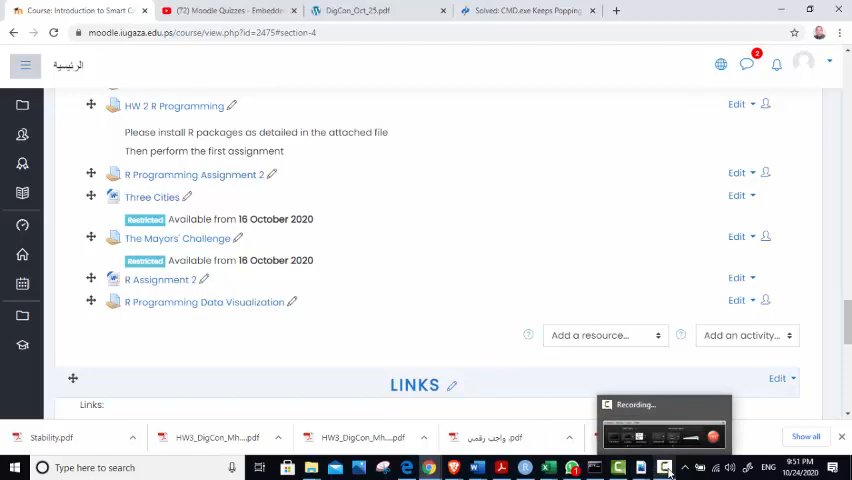 Course: Introduction to Smart C
(72) Moodle Quizzes - Embedde
DigCon_Oct_25.pdf
Solved: CMD.exe Keeps Popping
moodle.iugaza.edu.ps/course/view.php?id=2475#section-4
الرئيسية
2
HW 2 R Programming
Edit
Please install R packages as detailed in the attached file
Then perform the first assignment
R Programming Assignment 2
Edit
Three Cities
Edit
Restricted Available from 16 October 2020
The Mayors' Challenge
Edit
Restricted Available from 16 October 2020
R Assignment 2
Edit
R Programming Data Visualization
Edit
Add a resource...
Add an activity...
LINKS
Edit
Links:
Recording...
Stability.pdf
HW3_DigCon_Mh....pdf
HW3_DigCon_Mh....pdf
واجب رقمي.pdf
Show all
Type here to search
ENG
9:51 PM
10/24/2020